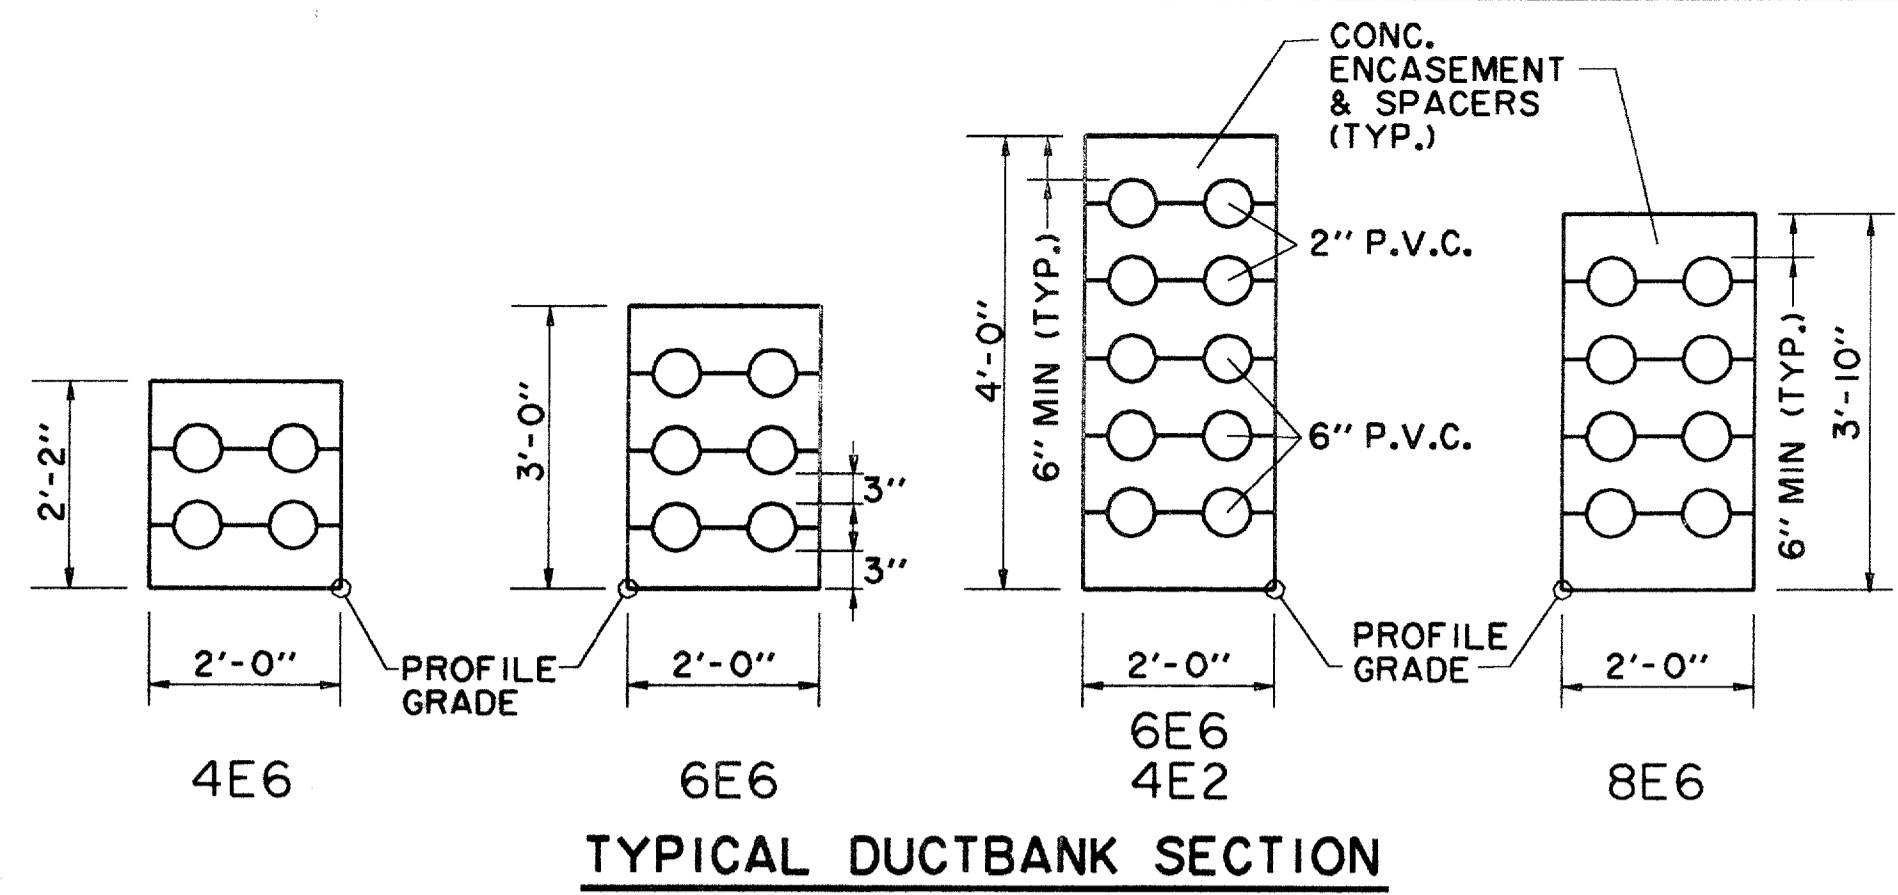 CONC.
ENCASEMENT
& SPACERS
(TYP.)
2'-2"
2'-0"
4E6
3'-0"
3"
3"
2'-0"
6E6
PROFILE
GRADE
4'-0"
6" MIN (TYP.)
2" P.V.C.
6" P.V.C.
2'-0"
6E6
4E2
PROFILE
GRADE
6" MIN (TYP.)
3'-10"
2'-0"
8E6
TYPICAL DUCTBANK SECTION